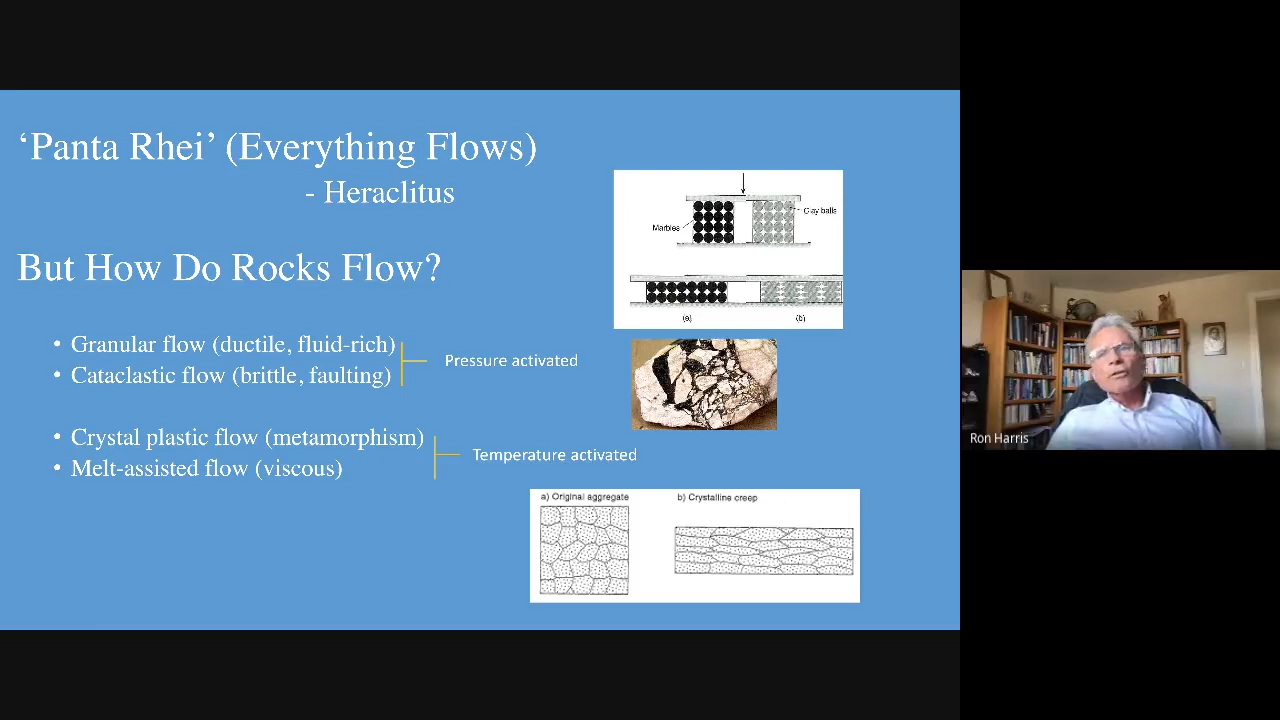 ‘Panta Rhei’ (Everything Flows)
- Heraclitus
But How Do Rocks Flow?
• Granular flow (ductile, fluid-rich)
• Cataclastic flow (brittle, faulting)
Pressure activated
• Crystal plastic flow (metamorphism)
• Melt-assisted flow (viscous)
Temperature activated
Marbles
Clay balls
(a)
(b)
a) Original aggregate
b) Crystalline creep
Ron Harris